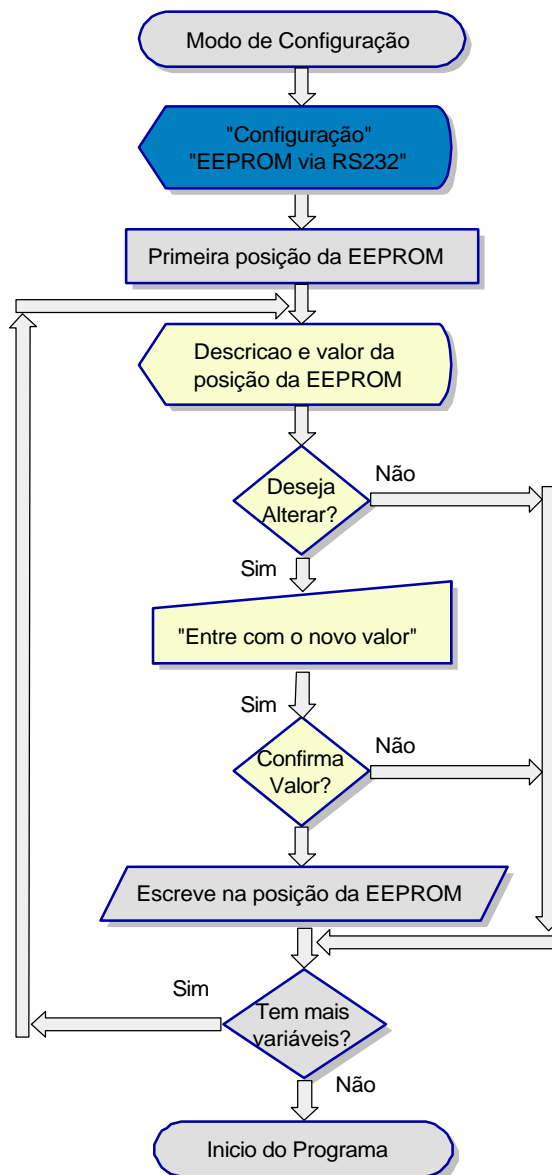 Modo de Configuração
"Configuração"
"EEPROM via RS232"
Primeira posição da EEPROM
Descricao e valor da
posição da EEPROM
Deseja
Alterar?
Não
Sim
"Entre com o novo valor"
Sim
Confirma
Valor?
Não
Escreve na posição da EEPROM
Tem mais
variáveis?
Sim
Não
Inicio do Programa